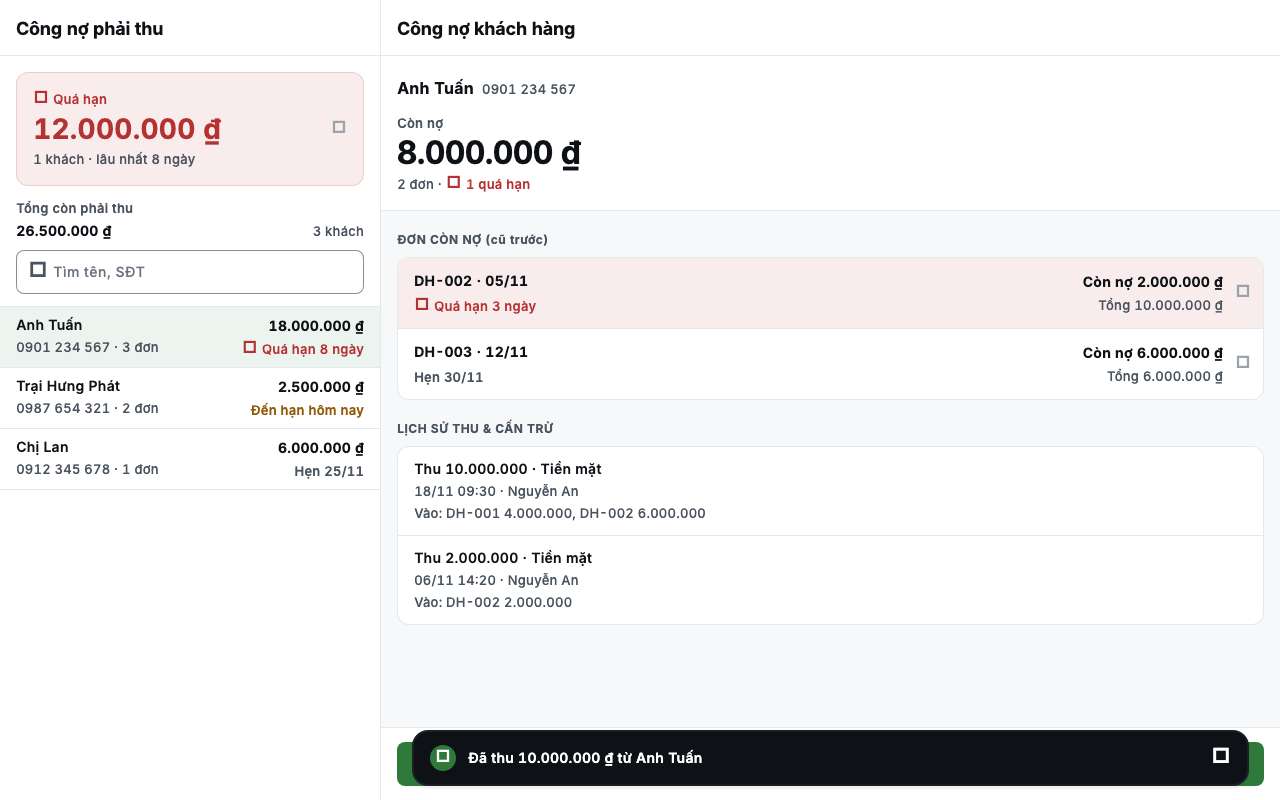 Công nợ phải thu
Quá hạn
12.000.000 ₫
1 khách · lâu nhất 8 ngày
Tổng còn phải thu
26.500.000 ₫
3 khách
Tìm tên, SĐT
Anh Tuấn
18.000.000 ₫
0901 234 567 · 3 đơn
Quá hạn 8 ngày
Trại Hưng Phát
2.500.000 ₫
0987 654 321 · 2 đơn
Đến hạn hôm nay
Chị Lan
6.000.000 ₫
0912 345 678 · 1 đơn
Hẹn 25/11
Công nợ khách hàng
Anh Tuấn 0901 234 567
Còn nợ
8.000.000 ₫
2 đơn · 1 quá hạn
ĐƠN CÒN NỢ (cũ trước)
DH-002 · 05/11
Còn nợ 2.000.000 ₫
Quá hạn 3 ngày
Tổng 10.000.000 ₫
DH-003 · 12/11
Còn nợ 6.000.000 ₫
Hẹn 30/11
Tổng 6.000.000 ₫
LỊCH SỬ THU & CẤN TRỪ
Thu 10.000.000 · Tiền mặt
18/11 09:30 · Nguyễn An
Vào: DH-001 4.000.000, DH-002 6.000.000
Thu 2.000.000 · Tiền mặt
06/11 14:20 · Nguyễn An
Vào: DH-002 2.000.000
Đã thu 10.000.000 ₫ từ Anh Tuấn